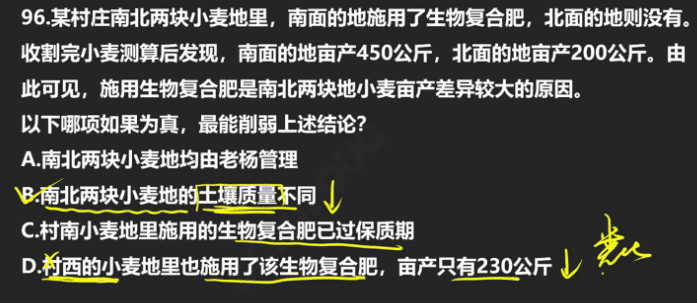 96.某村庄南北两块小麦地里，南面的地施用了生物复合肥，北面的地则没有。
收割完小麦测算后发现，南面的地亩产450公斤，北面的地亩产200公斤。由
此可见，施用生物复合肥是南北两块地小麦亩产差异较大的原因。
以下哪项如果为真，最能削弱上述结论？
A.南北两块小麦地均由老杨管理
B.南北两块小麦地的土壤质量不同
C.村南小麦地里施用的生物复合肥已过保质期
D.村西的小麦地里也施用了该生物复合肥，亩产只有230公斤